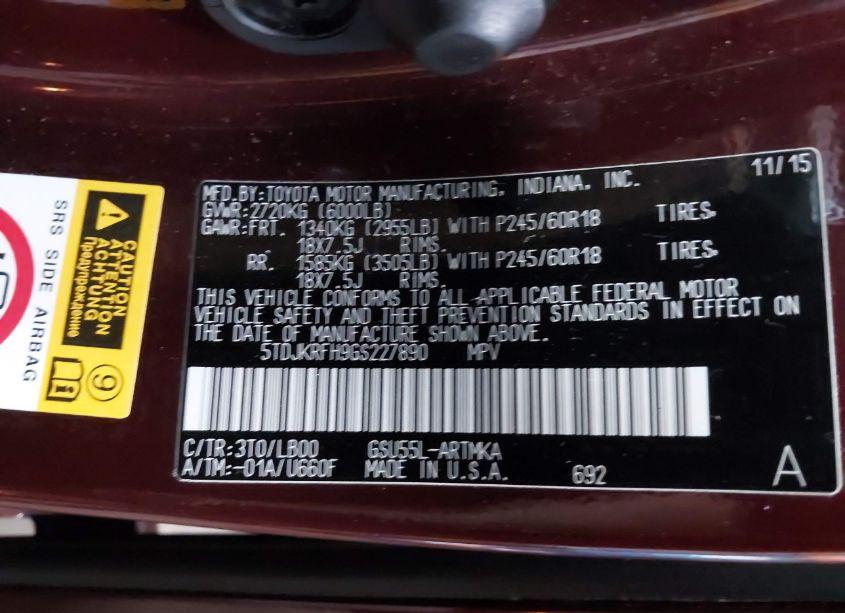 11/15
MFD.BY:TOYOTA MOTOR MANUFACTURING, INDIANA, INC.
GVWR:2720KG (6000LB)
GAWR:FRT. 1340KG (2955LB) WITH P245/60R18 TIRES,
18X7.5J RIMS.
RR. 1585KG (3505LB) WITH P245/60R18 TIRES,
18X7.5J RIMS.
THIS VEHICLE CONFORMS TO ALL APPLICABLE FEDERAL MOTOR
VEHICLE SAFETY AND THEFT PREVENTION STANDARDS IN EFFECT ON
THE DATE OF MANUFACTURE SHOWN ABOVE.
5TDJKRFH9GS227890 MPV
C/TR:3T0/LB00 GSU55L-ARTMKA
A/TM:-01A/U660F MADE IN U.S.A. 692 A
SRS SIDE AIRBAG
CAUTION
ATTENTION
ACHTUNG
Предупреждение
9